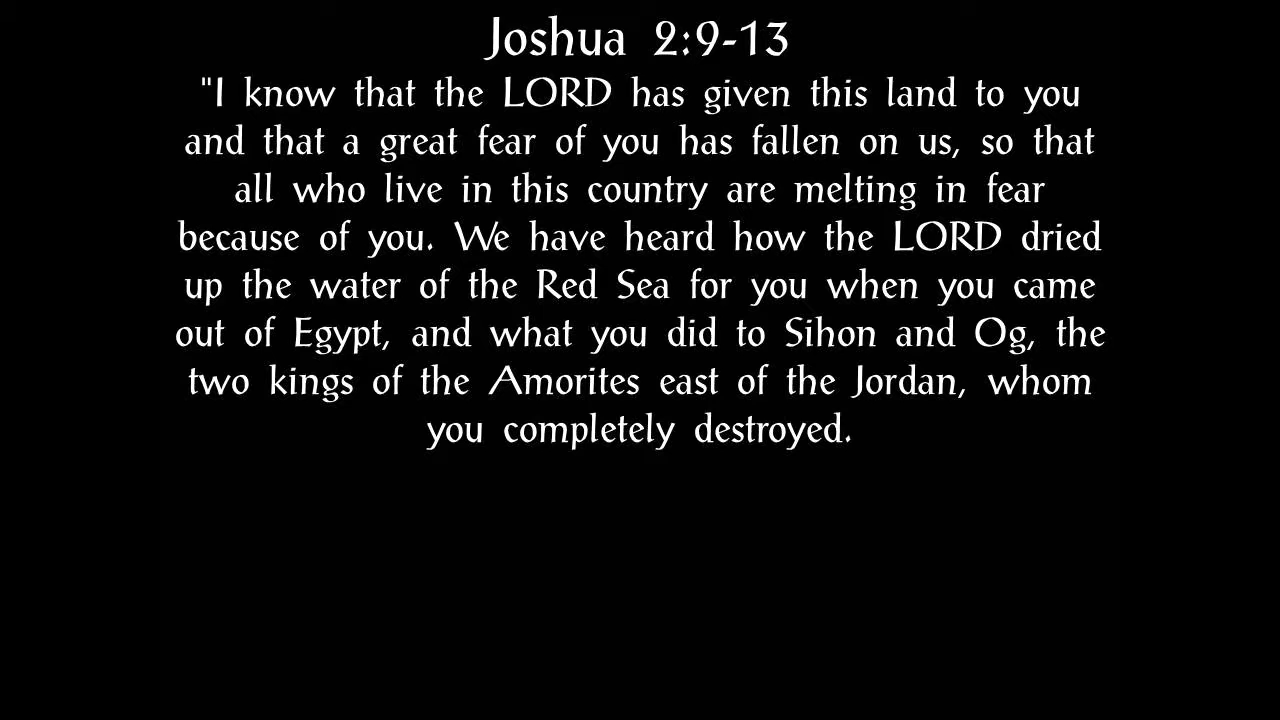 Joshua 2:9-13
"I know that the LORD has given this land to you
and that a great fear of you has fallen on us, so that
all who live in this country are melting in fear
because of you. We have heard how the LORD dried
up the water of the Red Sea for you when you came
out of Egypt, and what you did to Sihon and Og, the
two kings of the Amorites east of the Jordan, whom
you completely destroyed.